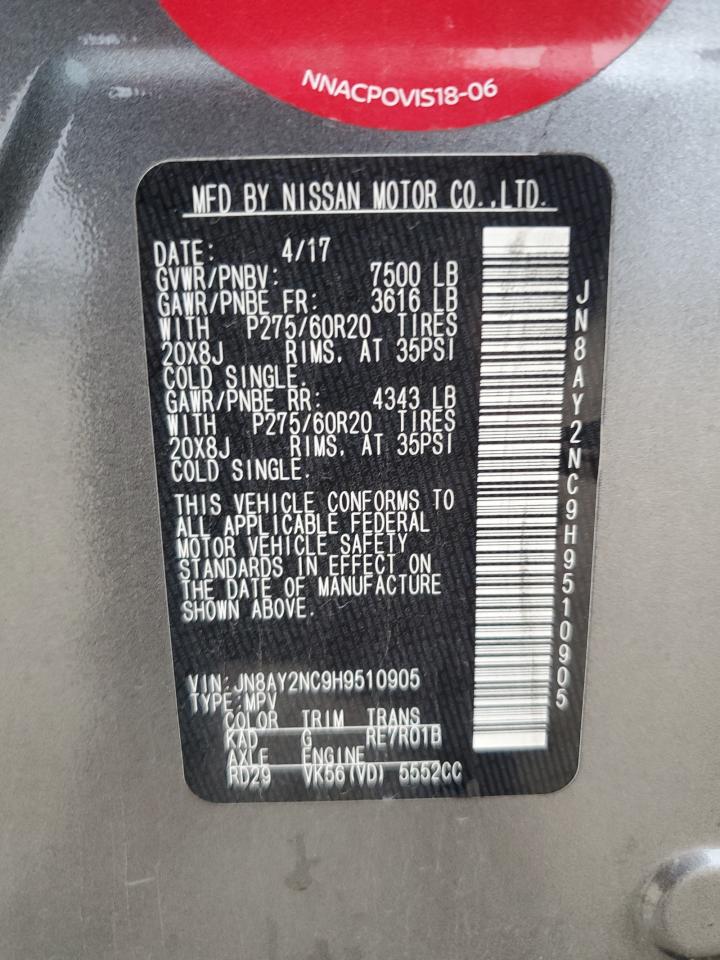 NNACPOVIS18-06
MFD BY NISSAN MOTOR CO.,LTD.
DATE: 4/17
GVWR/PNBV: 7500 LB
GAWR/PNBE FR: 3616 LB
WITH P275/60R20 TIRES
20X8J RIMS, AT 35PSI
COLD SINGLE.
GAWR/PNBE RR: 4343 LB
WITH P275/60R20 TIRES
20X8J RIMS, AT 35PSI
COLD SINGLE.
THIS VEHICLE CONFORMS TO
ALL APPLICABLE FEDERAL
MOTOR VEHICLE SAFETY
STANDARDS IN EFFECT ON
THE DATE OF MANUFACTURE
SHOWN ABOVE.
VIN:JN8AY2NC9H9510905
TYPE:MPV
COLOR TRIM TRANS
KAD G RE7R01B
AXLE ENGINE
RD29 VK56(VD) 5552CC
JN8AY2NC9H9510905